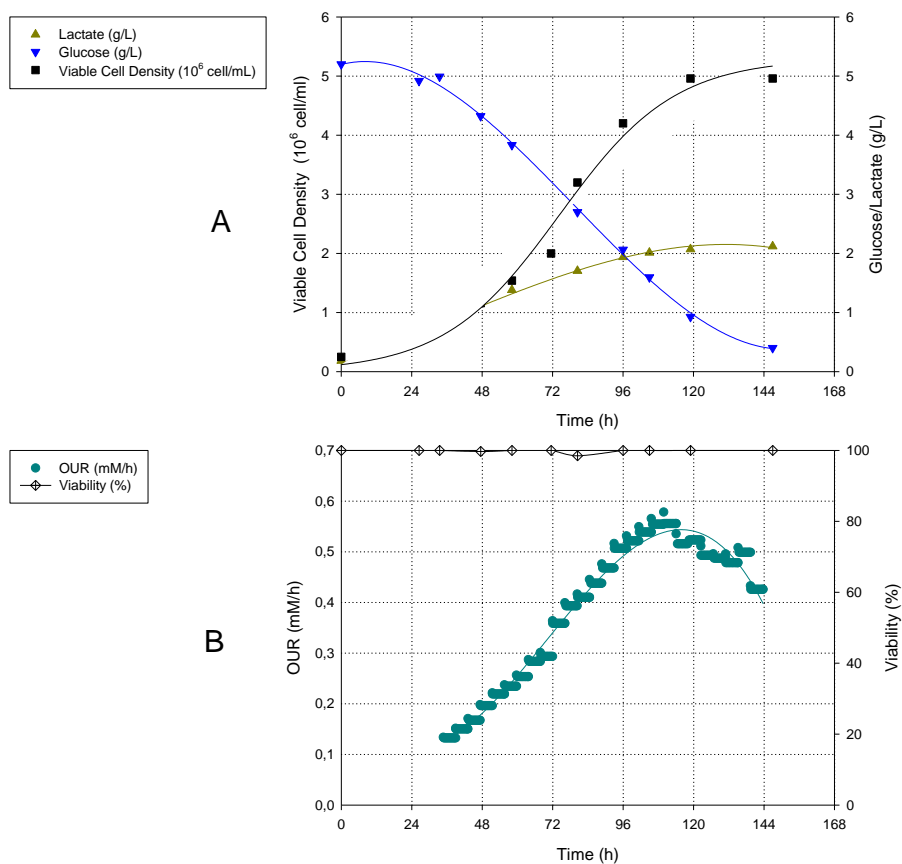 Lactate (g/L)
Glucose (g/L)
Viable Cell Density (10⁶ cell/mL)
A
Viable Cell Density (10⁶ cell/ml)
6
5
4
3
2
1
0
Glucose/Lactate (g/L)
6
5
4
3
2
1
0
0 24 48 72 96 120 144 168
Time (h)
OUR (mM/h)
Viability (%)
B
OUR (mM/h)
0,7
0,6
0,5
0,4
0,3
0,2
0,1
0,0
Viability (%)
100
80
60
40
20
0
0 24 48 72 96 120 144 168
Time (h)